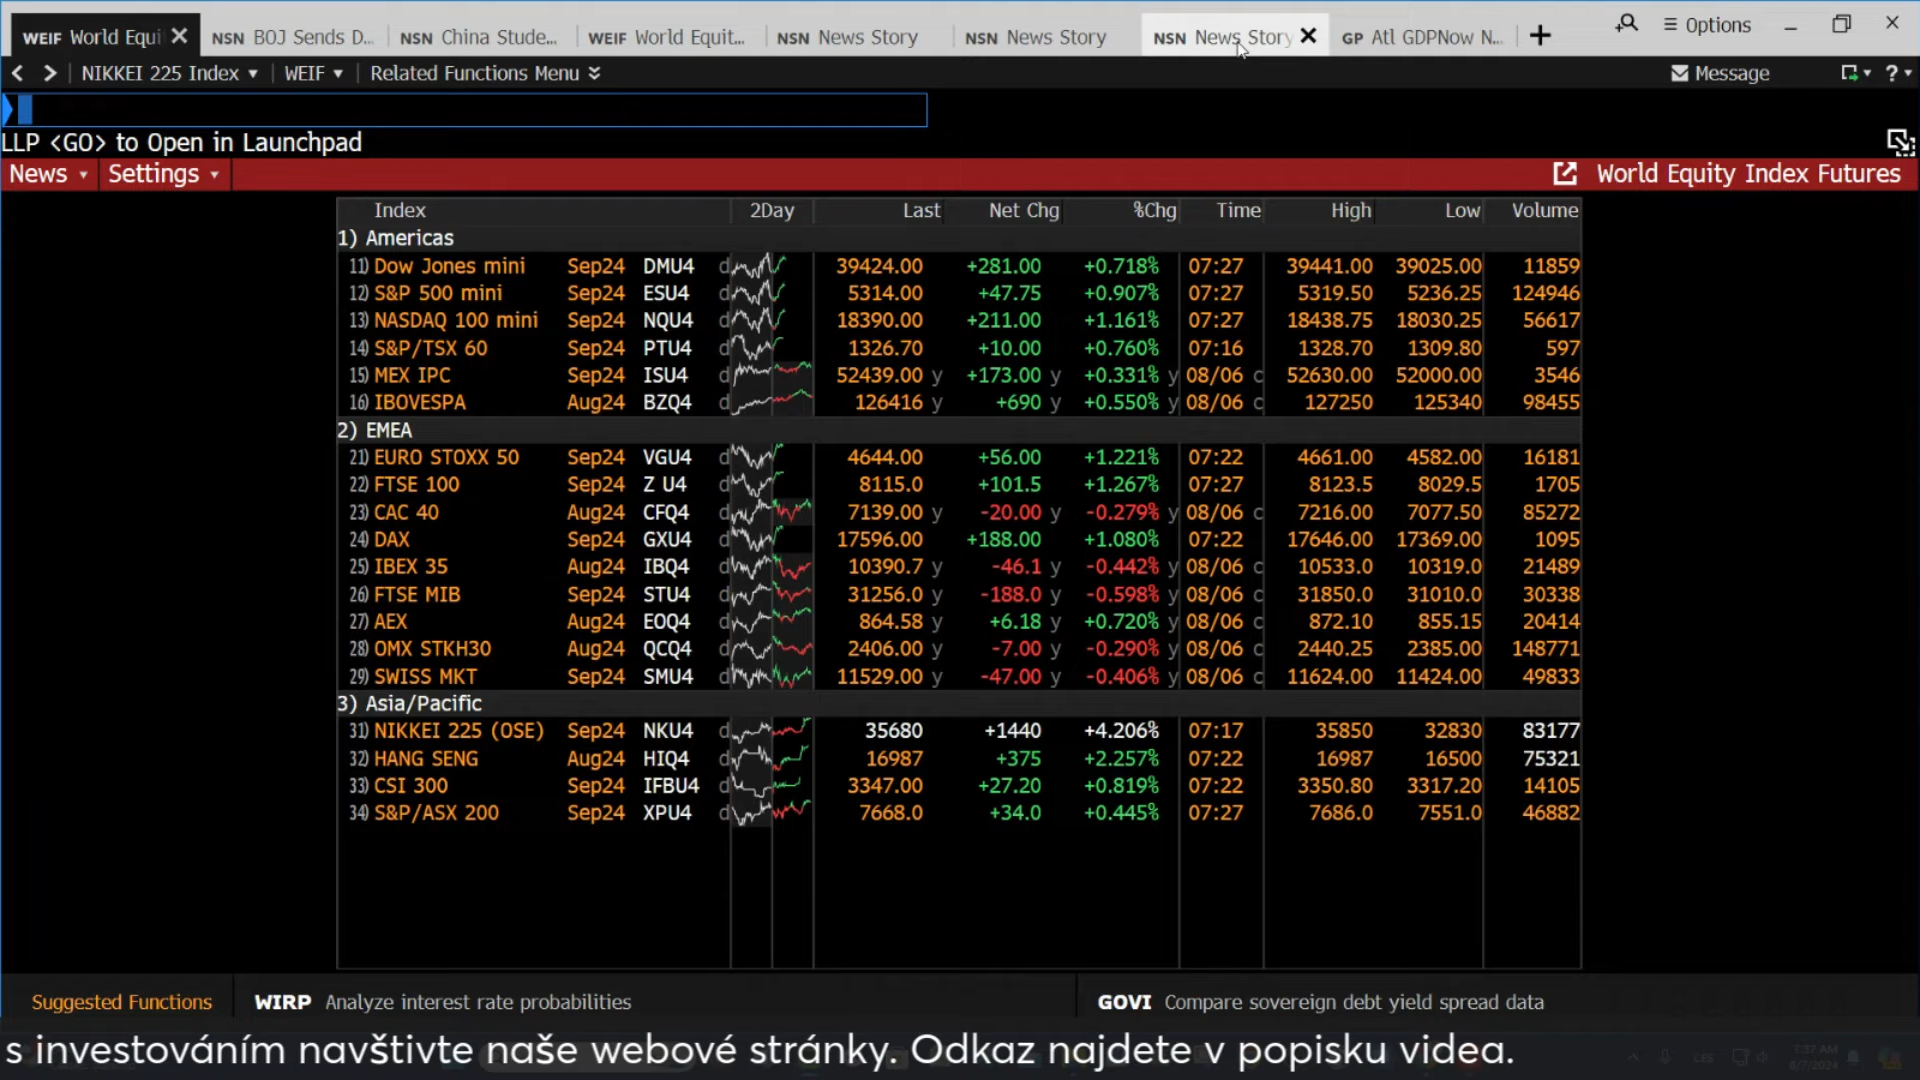 WEIF World Equi NSN BOJ Sends D... NSN China Stude... WEIF World Equit... NSN News Story NSN News Story NSN News Story GP Atl GDPNow N... Options
NIKKEI 225 Index WEIF Related Functions Menu Message ?
LLP <GO> to Open in Launchpad
News Settings World Equity Index Futures
Index 2Day Last Net Chg %Chg Time High Low Volume
1) Americas
11) Dow Jones mini Sep24 DMU4 d 39424.00 +281.00 +0.718% 07:27 39441.00 39025.00 11859
12) S&P 500 mini Sep24 ESU4 d 5314.00 +47.75 +0.907% 07:27 5319.50 5236.25 124946
13) NASDAQ 100 mini Sep24 NQU4 d 18390.00 +211.00 +1.161% 07:27 18438.75 18030.25 56617
14) S&P/TSX 60 Sep24 PTU4 d 1326.70 +10.00 +0.760% 07:16 1328.70 1309.80 597
15) MEX IPC Sep24 ISU4 d 52439.00 y +173.00 y +0.331% y 08/06 c 52630.00 52000.00 3546
16) IBOVESPA Aug24 BZQ4 d 126416 y +690 y +0.550% y 08/06 c 127250 125340 98455
2) EMEA
21) EURO STOXX 50 Sep24 VGU4 d 4644.00 +56.00 +1.221% 07:22 4661.00 4582.00 16181
22) FTSE 100 Sep24 Z U4 d 8115.0 +101.5 +1.267% 07:27 8123.5 8029.5 1705
23) CAC 40 Aug24 CFQ4 d 7139.00 y -20.00 y -0.279% y 08/06 c 7216.00 7077.50 85272
24) DAX Sep24 GXU4 d 17596.00 +188.00 +1.080% 07:22 17646.00 17369.00 1095
25) IBEX 35 Aug24 IBQ4 d 10390.7 y -46.1 y -0.442% y 08/06 c 10533.0 10319.0 21489
26) FTSE MIB Sep24 STU4 d 31256.0 y -188.0 y -0.598% y 08/06 c 31850.0 31010.0 30338
27) AEX Aug24 EOQ4 d 864.58 y +6.18 y +0.720% y 08/06 c 872.10 855.15 20414
28) OMX STKH30 Aug24 QCQ4 d 2406.00 y -7.00 y -0.290% y 08/06 c 2440.25 2385.00 148771
29) SWISS MKT Sep24 SMU4 d 11529.00 y -47.00 y -0.406% y 08/06 c 11624.00 11424.00 49833
3) Asia/Pacific
31) NIKKEI 225 (OSE) Sep24 NKU4 d 35680 +1440 +4.206% 07:17 35850 32830 83177
32) HANG SENG Aug24 HIQ4 d 16987 +375 +2.257% 07:22 16987 16500 75321
33) CSI 300 Aug24 IFBU4 d 3347.00 +27.20 +0.819% 07:22 3350.80 3317.20 14105
34) S&P/ASX 200 Sep24 XPU4 d 7668.0 +34.0 +0.445% 07:27 7686.0 7551.0 46882
Suggested Functions WIRP Analyze interest rate probabilities GOVI Compare sovereign debt yield spread data
s investováním navštivte naše webové stránky. Odkaz najdete v popisku videa.
7:37 AM
8/7/2024